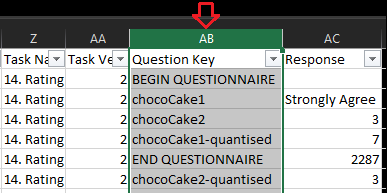 Z AA AB AC
Task Na Task Ve Question Key Response
14. Rating 2 BEGIN QUESTIONNAIRE
14. Rating 2 chocoCake1 Strongly Agree
14. Rating 2 chocoCake2 3
14. Rating 2 chocoCake1-quantised 7
14. Rating 2 END QUESTIONNAIRE 2287
14. Rating 2 chocoCake2-quantised 3